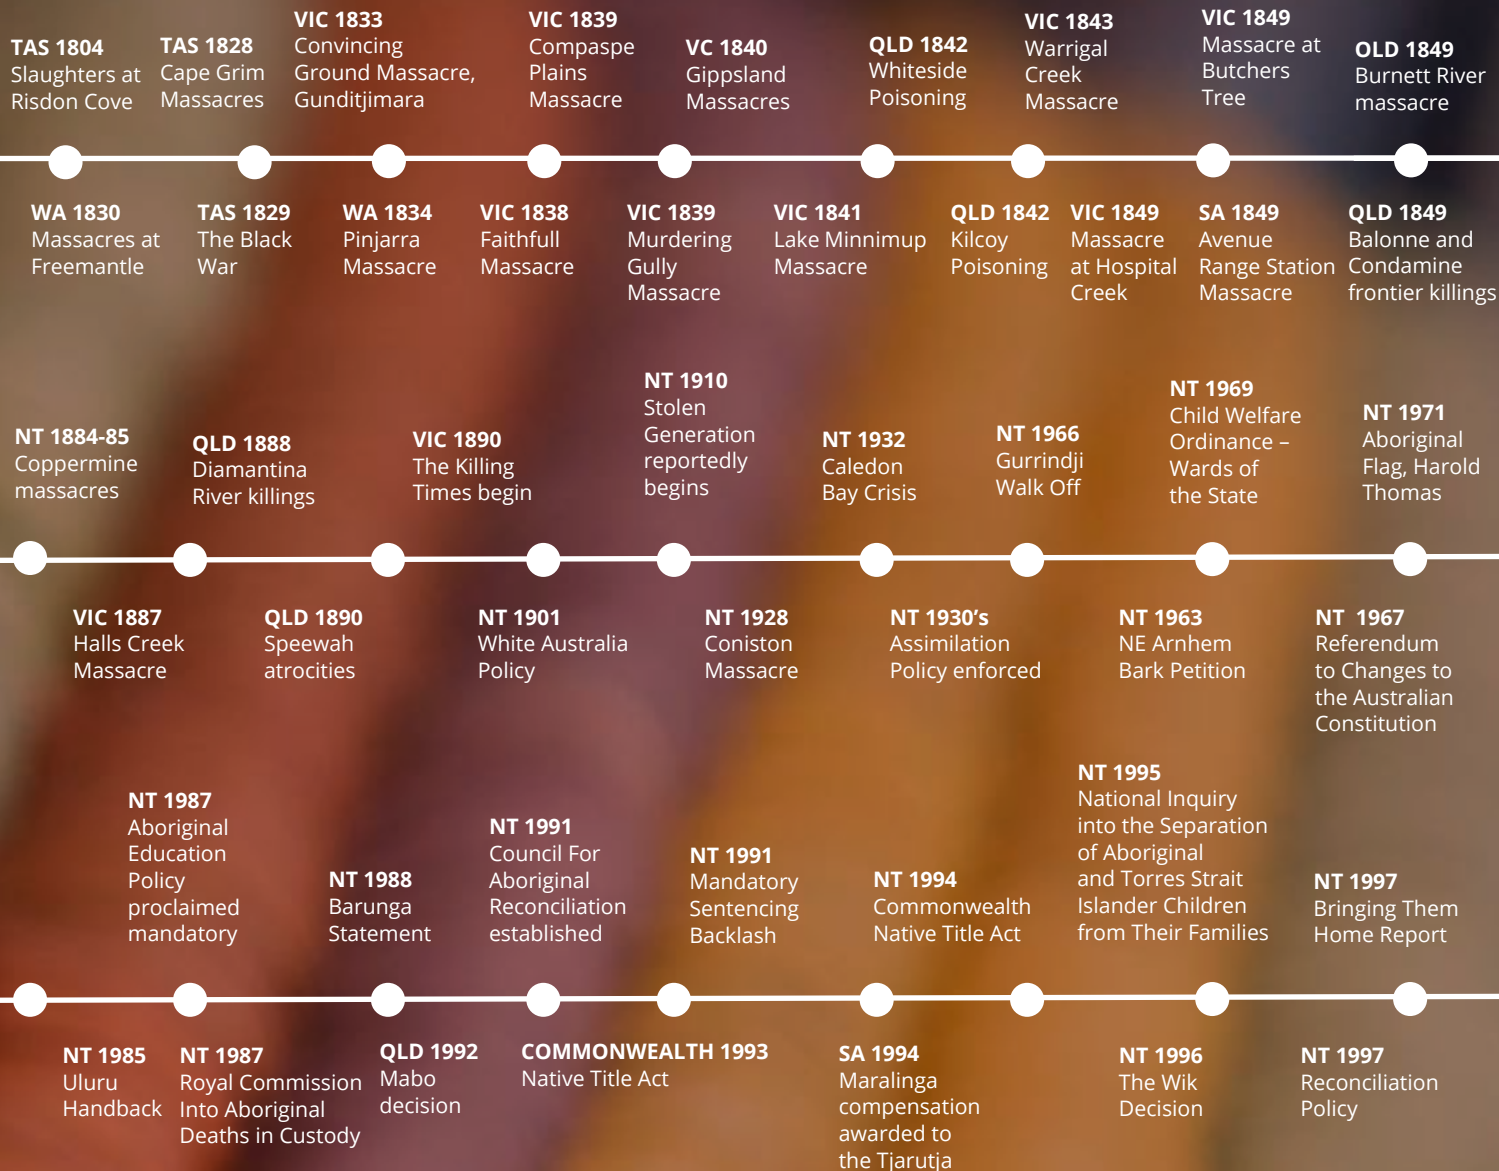 TAS 1804
Slaughters at
Risdon Cove
TAS 1828
Cape Grim
Massacres
VIC 1833
Convincing
Ground Massacre,
Gunditjimara
VIC 1839
Compaspe
Plains
Massacre
VC 1840
Gippsland
Massacres
QLD 1842
Whiteside
Poisoning
VIC 1843
Warrigal
Creek
Massacre
VIC 1849
Massacre at
Butchers
Tree
OLD 1849
Burnett River
massacre
WA 1830
Massacres at
Freemantle
TAS 1829
The Black
War
WA 1834
Pinjarra
Massacre
VIC 1838
Faithfull
Massacre
VIC 1839
Murdering
Gully
Massacre
VIC 1841
Lake Minnimup
Massacre
QLD 1842
Kilcoy
Poisoning
VIC 1849
Massacre
at Hospital
Creek
SA 1849
Avenue
Range Station
Massacre
QLD 1849
Balonne and
Condamine
frontier killings
NT 1884-85
Coppermine
massacres
QLD 1888
Diamantina
River killings
VIC 1890
The Killing
Times begin
NT 1910
Stolen
Generation
reportedly
begins
NT 1932
Caledon
Bay Crisis
NT 1966
Gurrindji
Walk Off
NT 1969
Child Welfare
Ordinance –
Wards of
the State
NT 1971
Aboriginal
Flag, Harold
Thomas
VIC 1887
Halls Creek
Massacre
QLD 1890
Speewah
atrocities
NT 1901
White Australia
Policy
NT 1928
Coniston
Massacre
NT 1930's
Assimilation
Policy enforced
NT 1963
NE Arnhem
Bark Petition
NT 1967
Referendum
to Changes to
the Australian
Constitution
NT 1987
Aboriginal
Education
Policy
proclaimed
mandatory
NT 1988
Barunga
Statement
NT 1991
Council For
Aboriginal
Reconciliation
established
NT 1991
Mandatory
Sentencing
Backlash
NT 1994
Commonwealth
Native Title Act
NT 1995
National Inquiry
into the Separation
of Aboriginal
and Torres Strait
Islander Children
from Their Families
NT 1997
Bringing Them
Home Report
NT 1985
Uluru
Handback
NT 1987
Royal Commission
Into Aboriginal
Deaths in Custody
QLD 1992
Mabo
decision
COMMONWEALTH 1993
Native Title Act
SA 1994
Maralinga
compensation
awarded to
the Tjarutja
NT 1996
The Wik
Decision
NT 1997
Reconciliation
Policy